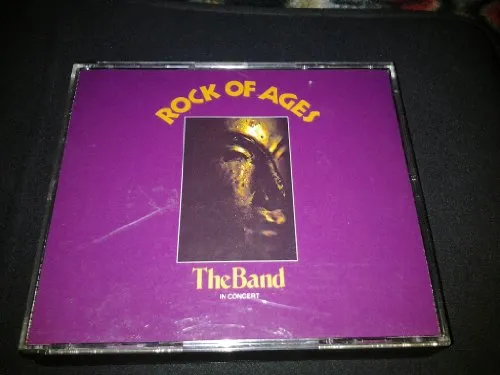 ROCK OF AGES
The Band
IN CONCERT